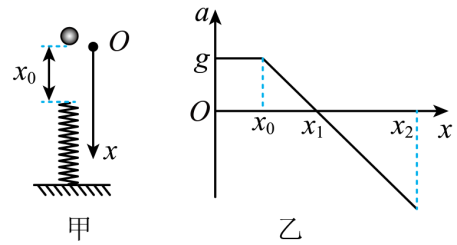 O
x₀
x
甲
a
g
O
x₀
x₁
x₂
x
乙